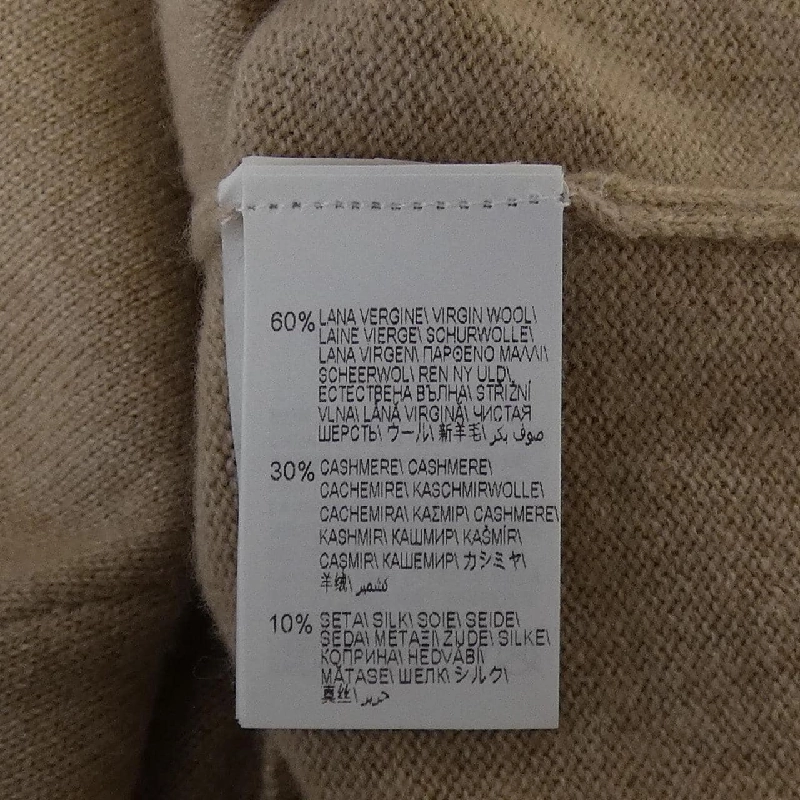 60% LANA VERGINE\ VIRGIN WOOL\
LAINE VIERGE\ SCHURWOLLE\
LANA VIRGEN\ ΠΑΡΘΕΝΟ ΜΑΛΛΙ\
SCHEERWOL\ REN NY ULD\
ЕСТЕСТВЕНА ВЪЛНА\ STŘIŽNÍ
VLNA\ LÂNĂ VIRGINĂ\ ЧИСТАЯ
ШЕРСТЬ\ ウール\ 新羊毛\ صوف بكر
30% CASHMERE\ CASHMERE\
CACHEMIRE\ KASCHMIRWOLLE\
CACHEMIRA\ ΚΑΣΜΙΡ\ CASHMERE\
KASHMIR\ КАШМИР\ KAŠMÍR\
CAŞMIR\ КАШЕМИР\ カシミヤ\
羊绒\ كشمير
10% SETA\ SILK\ SOIE\ SEIDE\
SEDA\ ΜΕΤΑΞΙ\ ZIJDE\ SILKE\
КОПРИНА\ HEDVÁBÍ\
MĂTASE\ ШЕЛК\ シルク\
真丝\ حرير